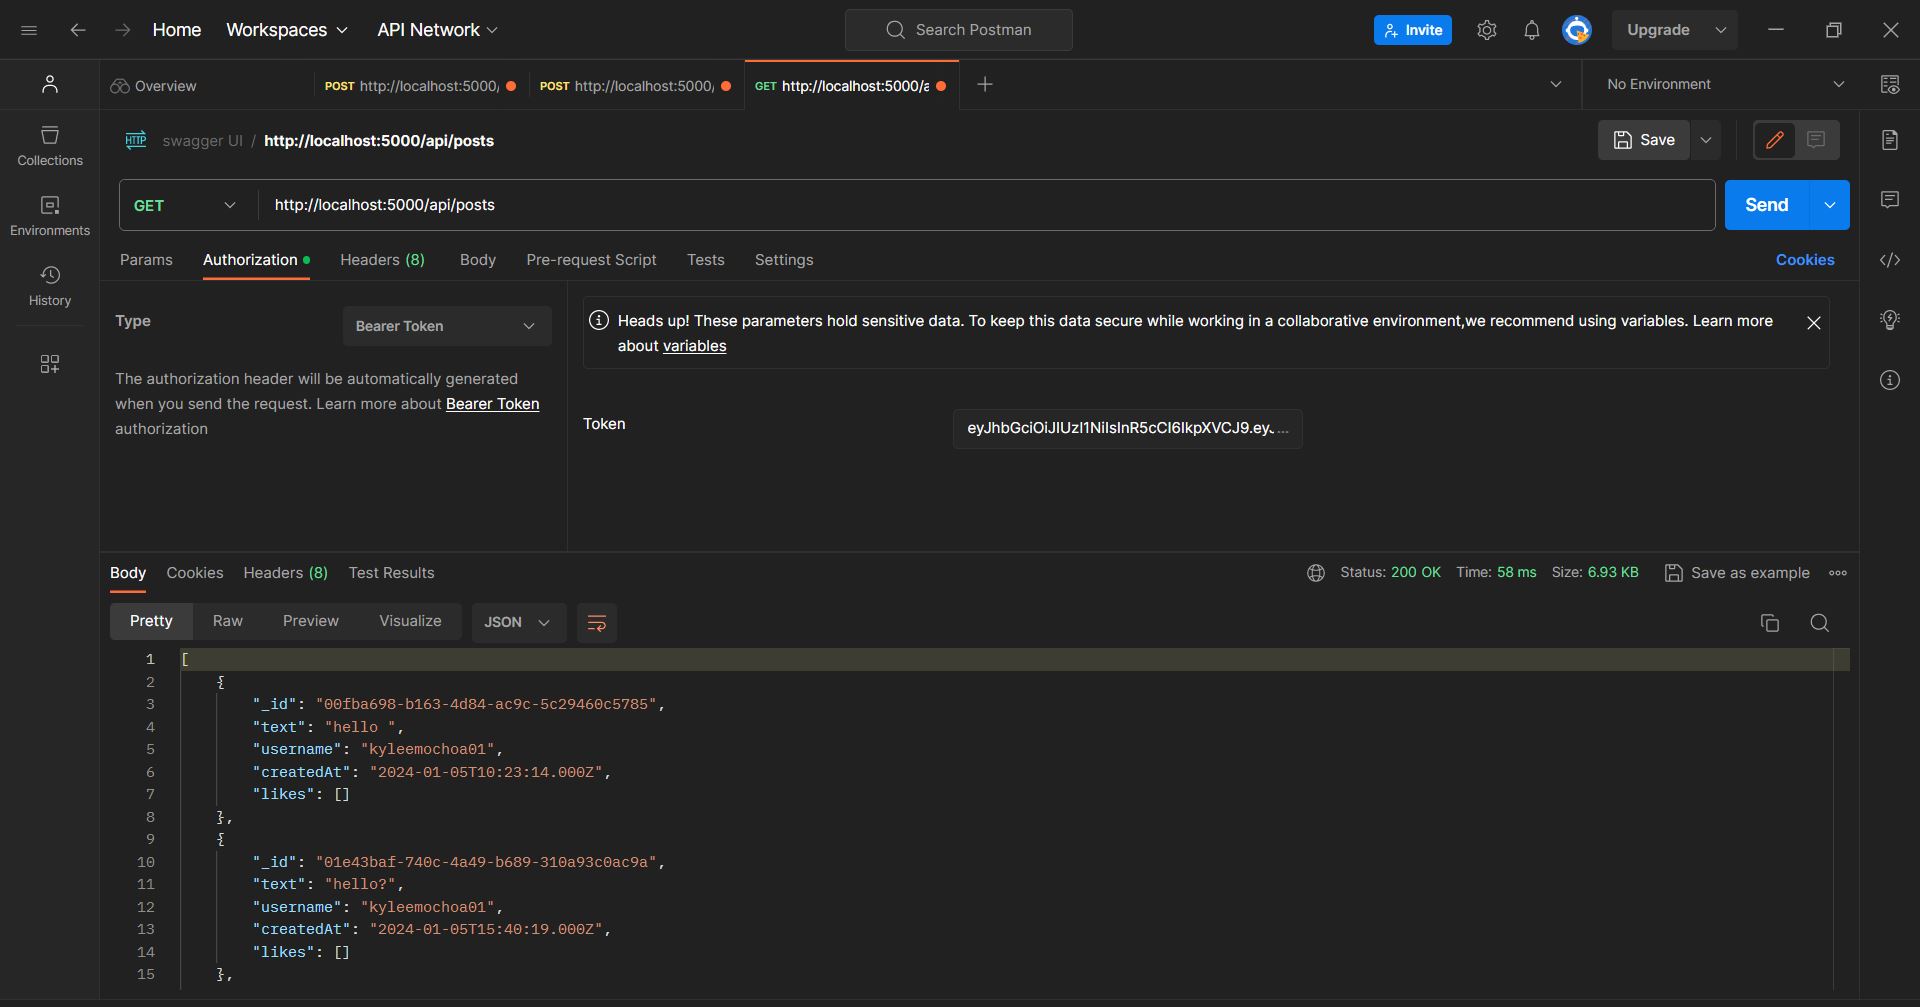 Home Workspaces API Network Search Postman Invite Upgrade
Overview POST http://localhost:5000/ POST http://localhost:5000/ GET http://localhost:5000/a No Environment
HTTP swagger UI / http://localhost:5000/api/posts Save
Collections
Environments
History
GET http://localhost:5000/api/posts Send
Params Authorization Headers (8) Body Pre-request Script Tests Settings Cookies
Type Bearer Token
The authorization header will be automatically generated
when you send the request. Learn more about Bearer Token
authorization
Heads up! These parameters hold sensitive data. To keep this data secure while working in a collaborative environment,we recommend using variables. Learn more
about variables
Token eyJhbGciOiJIUzI1NiIsInR5cCI6IkpXVCJ9.ey. ...
Body Cookies Headers (8) Test Results Status: 200 OK Time: 58 ms Size: 6.93 KB Save as example
Pretty Raw Preview Visualize JSON
1 [
2 {
3 "_id": "00fba698-b163-4d84-ac9c-5c29460c5785",
4 "text": "hello ",
5 "username": "kyleemochoa01",
6 "createdAt": "2024-01-05T10:23:14.000Z",
7 "likes": []
8 },
9 {
10 "_id": "01e43baf-740c-4a49-b689-310a93c0ac9a",
11 "text": "hello?",
12 "username": "kyleemochoa01",
13 "createdAt": "2024-01-05T15:40:19.000Z",
14 "likes": []
15 },